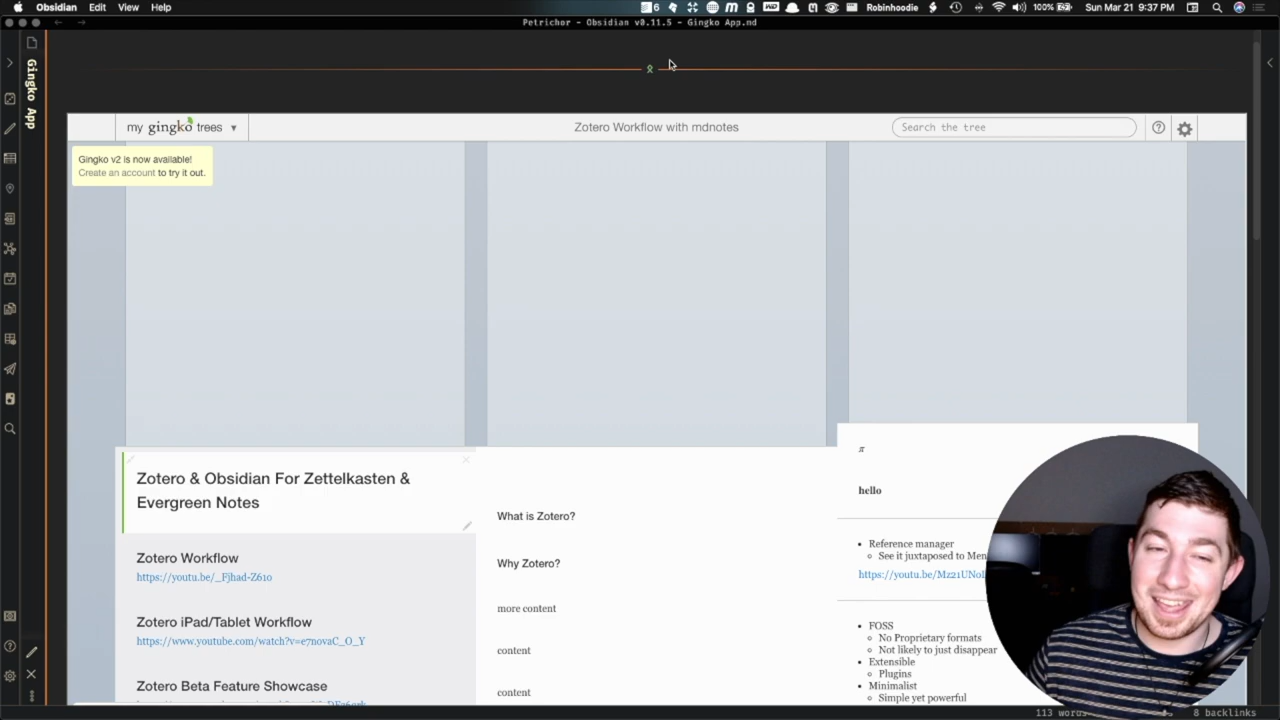 Obsidian Edit View Help
6 Robinhoodie 100% Sun Mar 21 9:37 PM
Petrichor - Obsidian v0.11.5 - Gingko App.md
Gingko App
my gingko trees ▾
Zotero Workflow with mdnotes
Search the tree
Gingko v2 is now available!
Create an account to try it out.
Zotero & Obsidian For Zettelkasten &
Evergreen Notes
Zotero Workflow
https://youtu.be/_Fjhad-Z61o
Zotero iPad/Tablet Workflow
https://www.youtube.com/watch?v=e7novaC_O_Y
Zotero Beta Feature Showcase
What is Zotero?
Why Zotero?
more content
content
content
π
hello
Reference manager
See it juxtaposed to
FOSS
No Proprietary formats
Not likely to just disappear
Extensible
Plugins
Minimalist
Simple yet powerful
113
8 backlinks